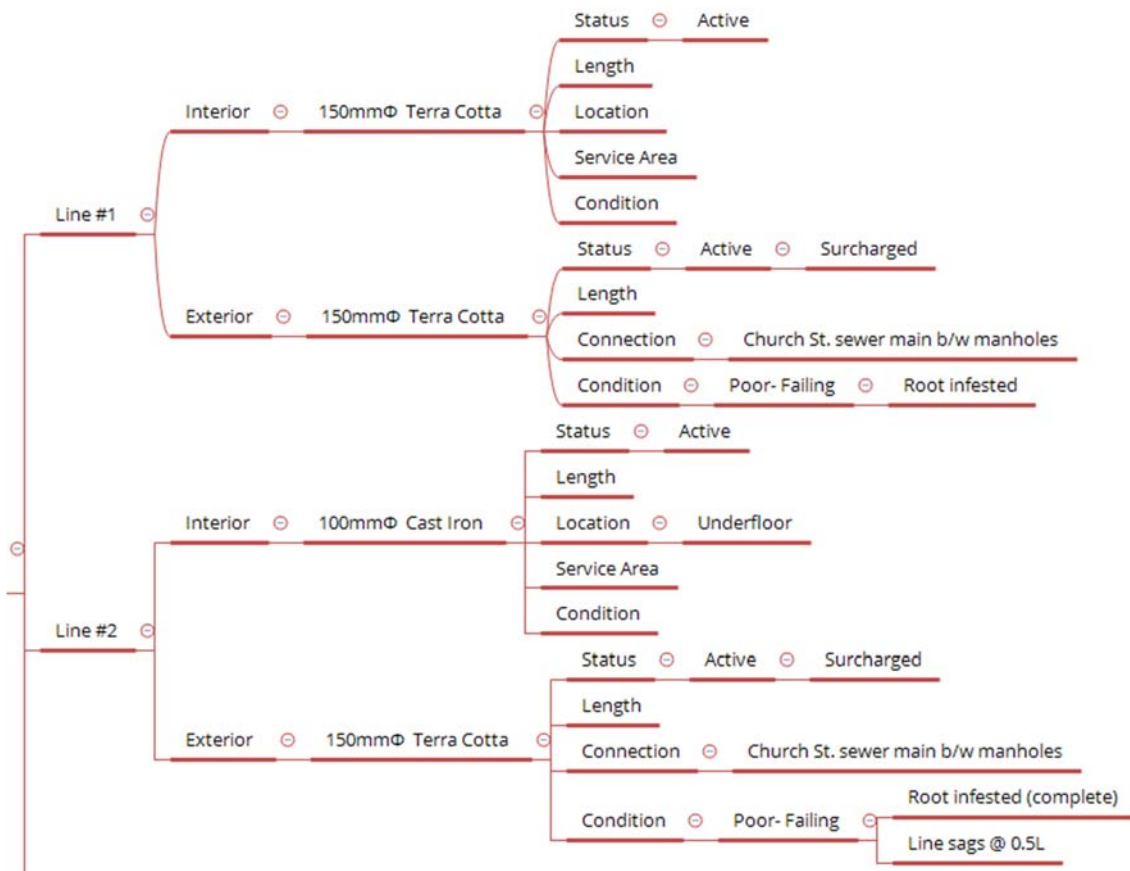 Status Active
Length
Interior 150mmΦ Terra Cotta Location
Service Area
Condition
Line #1
Status Active Surcharged
Length
Exterior 150mmΦ Terra Cotta
Connection Church St. sewer main b/w manholes
Condition Poor- Failing Root infested
Status Active
Length
Interior 100mmΦ Cast Iron Location Underfloor
Service Area
Condition
Line #2
Status Active Surcharged
Length
Exterior 150mmΦ Terra Cotta
Connection Church St. sewer main b/w manholes
Condition Poor- Failing
Root infested (complete)
Line sags @ 0.5L